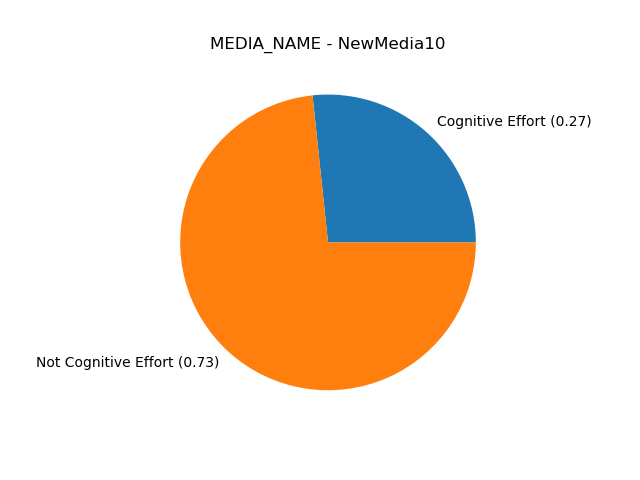 MEDIA_NAME - NewMedia10
Cognitive Effort (0.27)
Not Cognitive Effort (0.73)